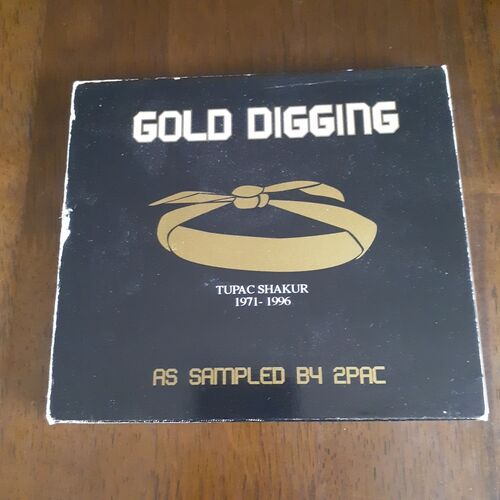 GOLD DIGGING
TUPAC SHAKUR
1971- 1996
AS SAMPLED BY 2PAC